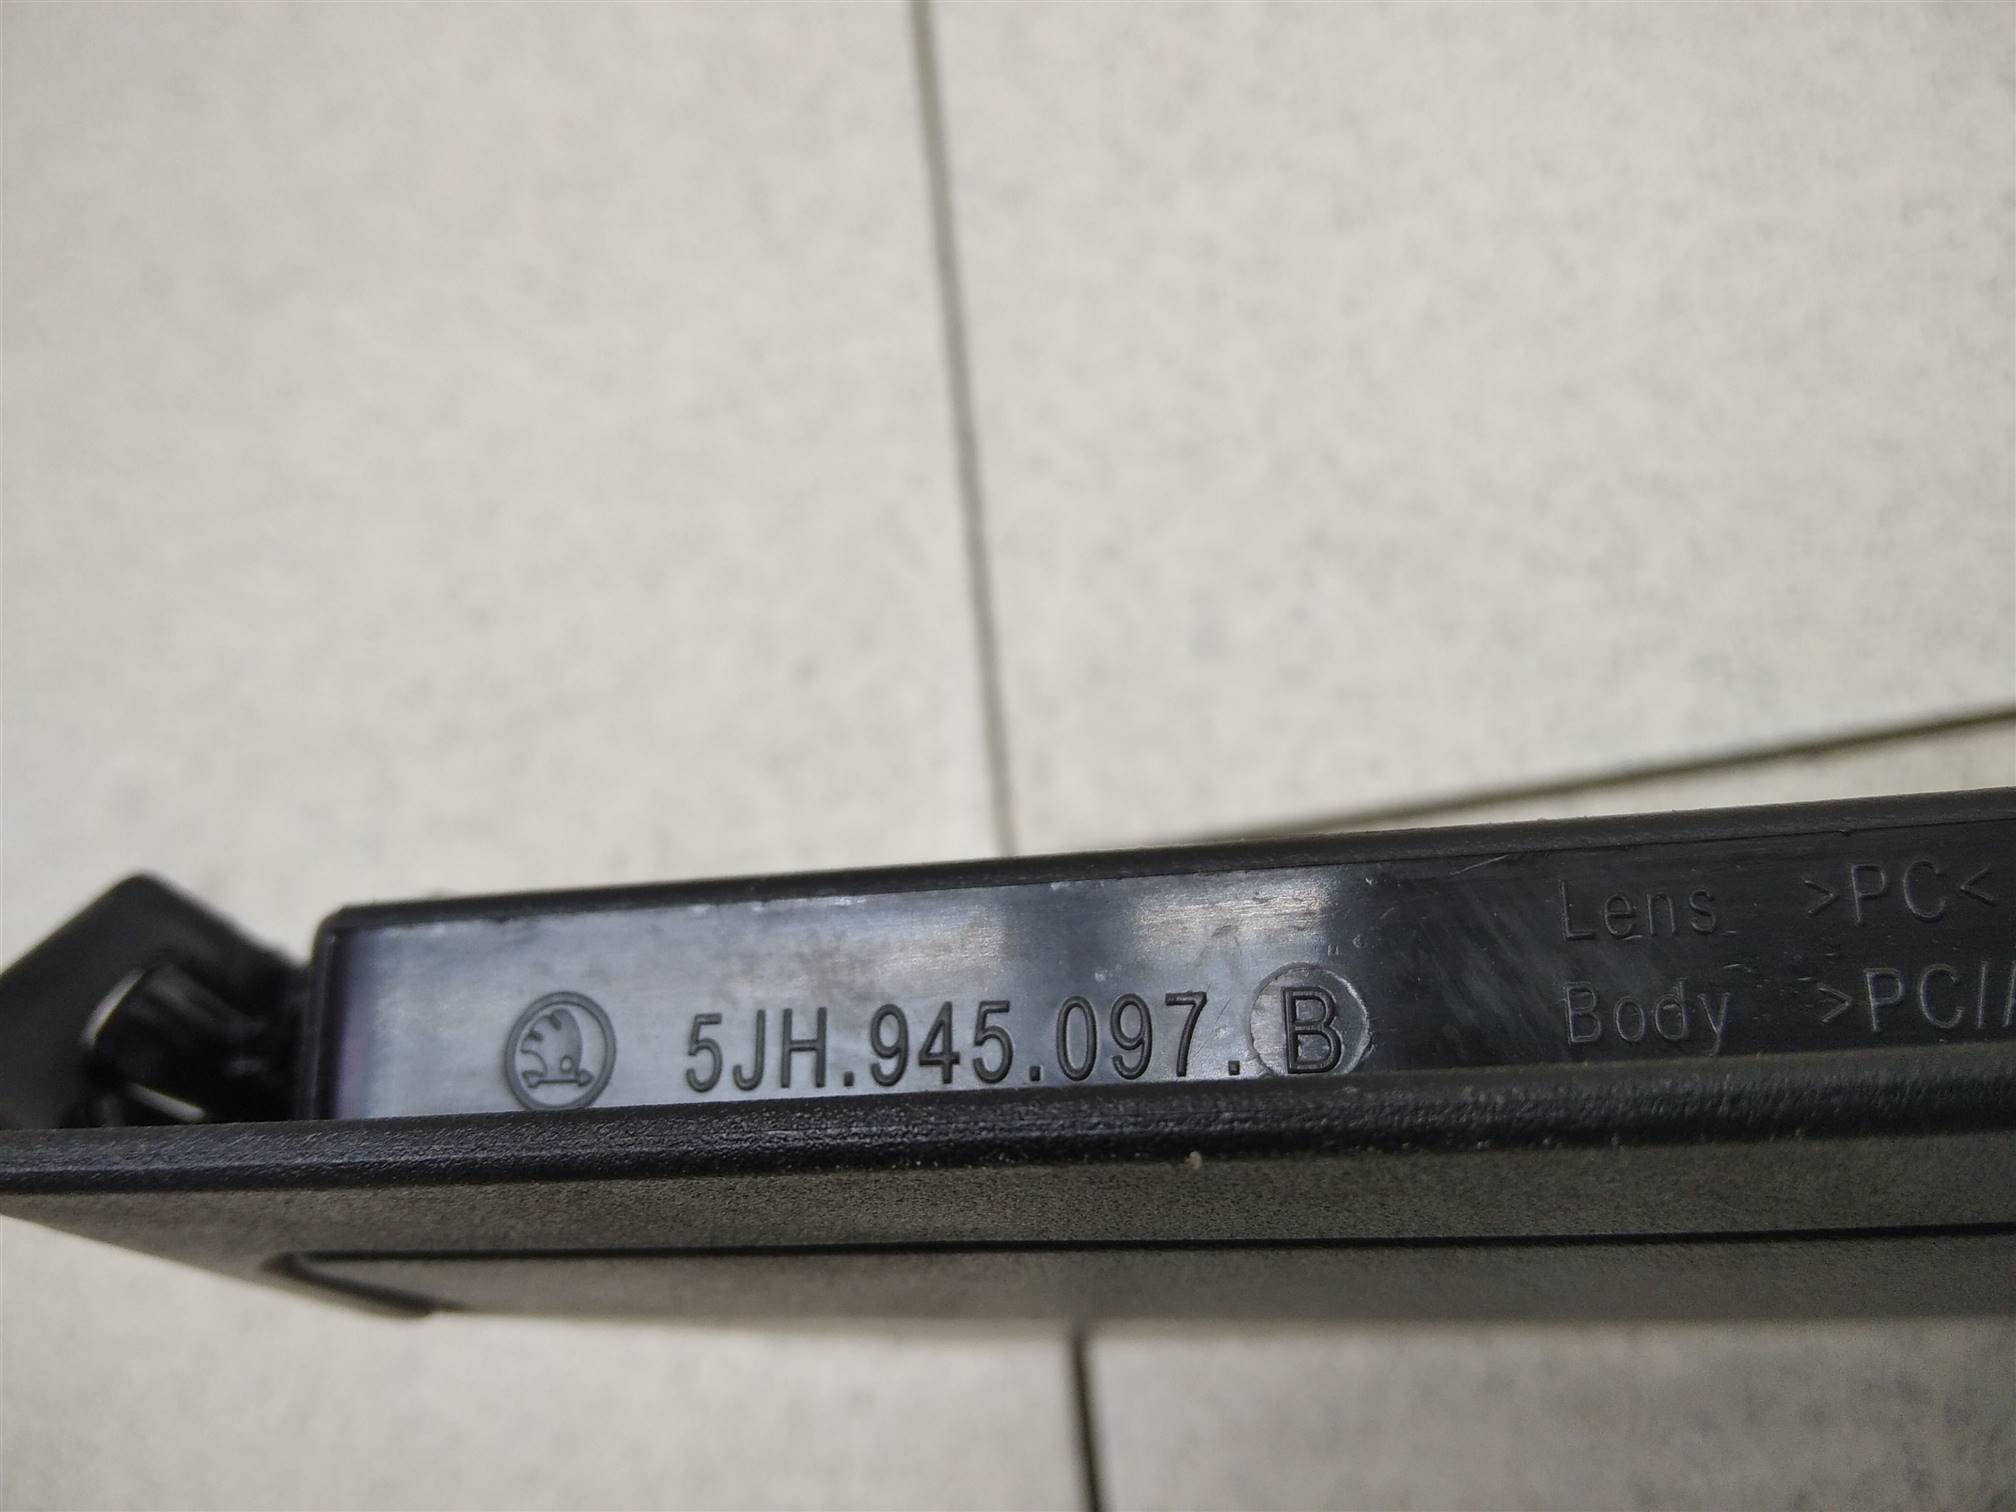 5JH.945.097.B
Lens >PC<
Body >PC/